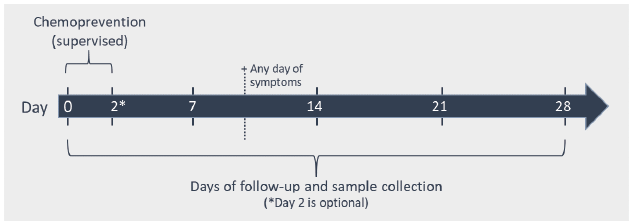 Chemoprevention
(supervised)
+ Any day of
symptoms
Day 0 2* 7 14 21 28
Days of follow-up and sample collection
(*Day 2 is optional)